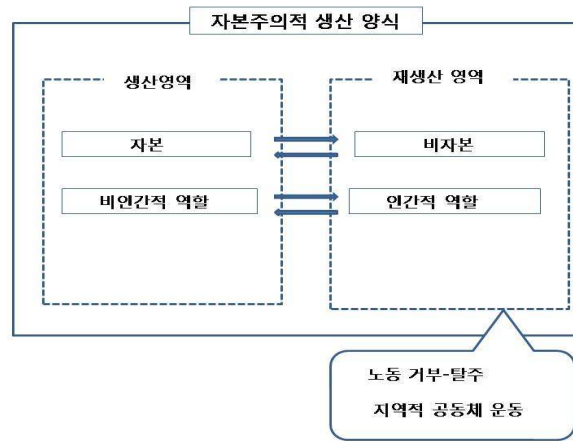 자본주의적 생산 양식
생산영역
재생산 영역
자본
비자본
비인간적 역할
인간적 역할
노동 거부-탈주
지역적 공동체 운동